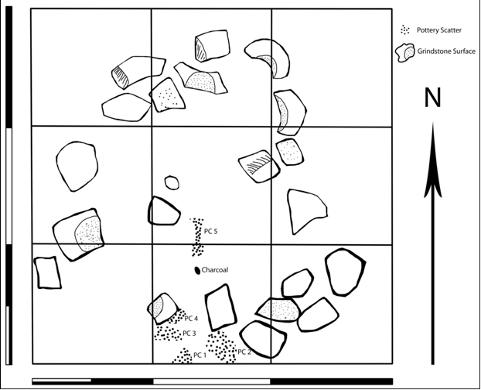 Pottery Scatter
Grindstone Surface
N
PC 5
Charcoal
PC 4
PC 3
PC 1
PC 2